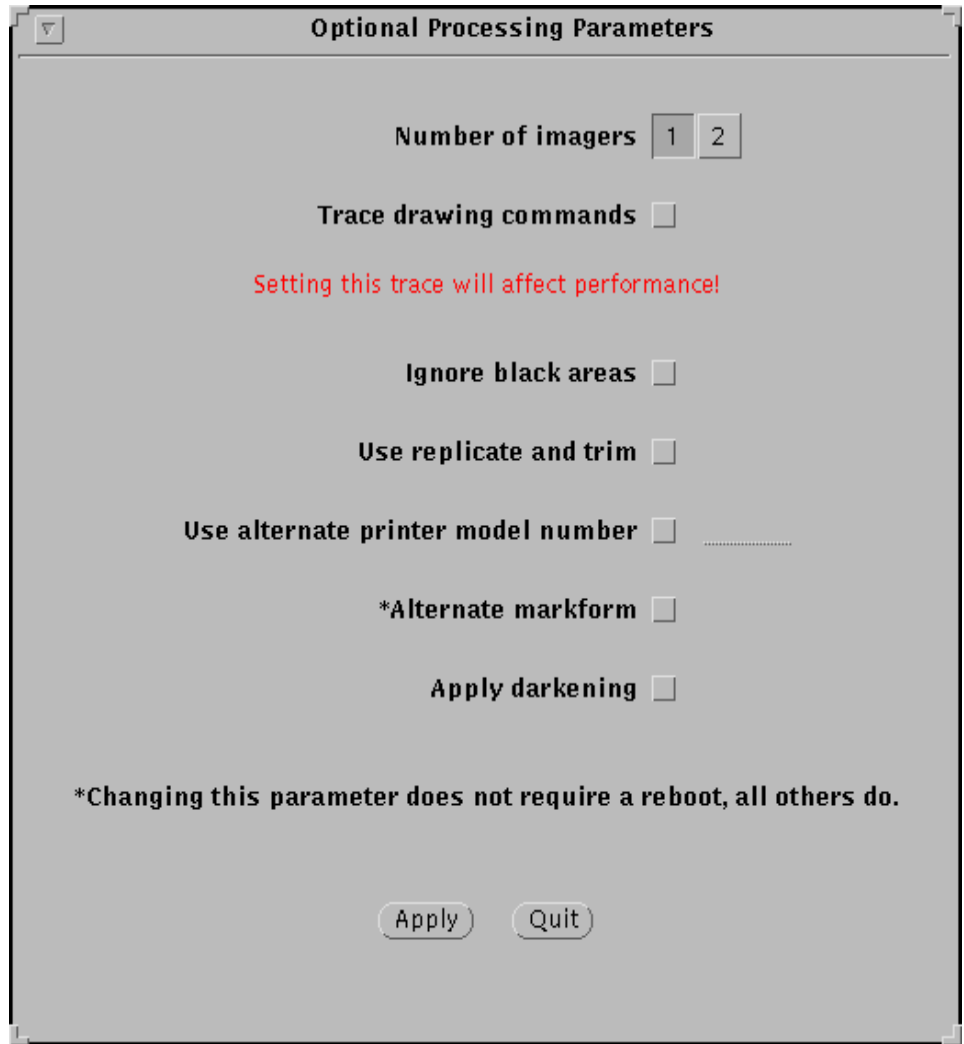 Optional Processing Parameters
Number of imagers 1 2
Trace drawing commands
Setting this trace will affect performance!
Ignore black areas
Use replicate and trim
Use alternate printer model number
*Alternate markform
Apply darkening
*Changing this parameter does not require a reboot, all others do.
Apply Quit